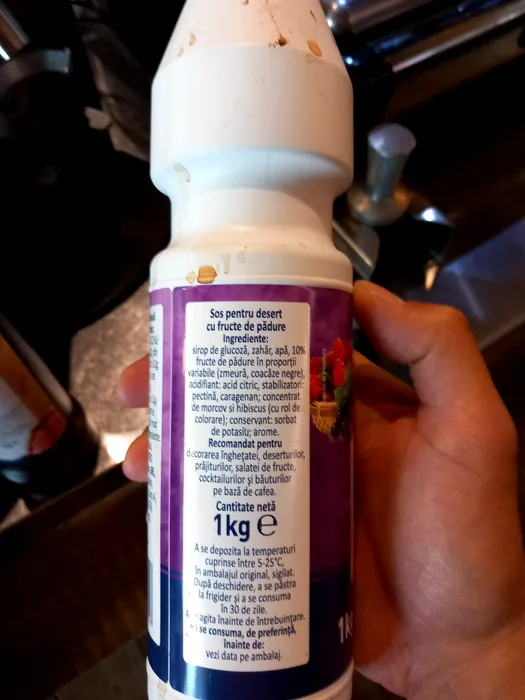 Sos pentru desert
cu fructe de pădure
Ingrediente:
sirop de glucoză, zahăr, apă, 10%
fructe de pădure în proporții
variabile (zmeură, coacăze negre),
acidifiant: acid citric, stabilizatori:
pectină, caragenan; concentrat
de morcov și hibiscus (cu rol de
colorare); conservant: sorbat
de potasiu; arome.
Recomandat pentru
decorarea înghețatei, deserturilor,
prăjiturilor, salatei de fructe,
cocktailurilor și băuturilor
pe bază de cafea.
Cantitate netă
1kg ℮
A se depozita la temperaturi
cuprinse între 5-25°C,
în ambalajul original, sigilat.
După deschidere, a se păstra
la frigider și a se consuma
în 30 de zile.
A agita înainte de întrebuințare.
se consuma, de preferință,
înainte de:
vezi data pe ambalaj.